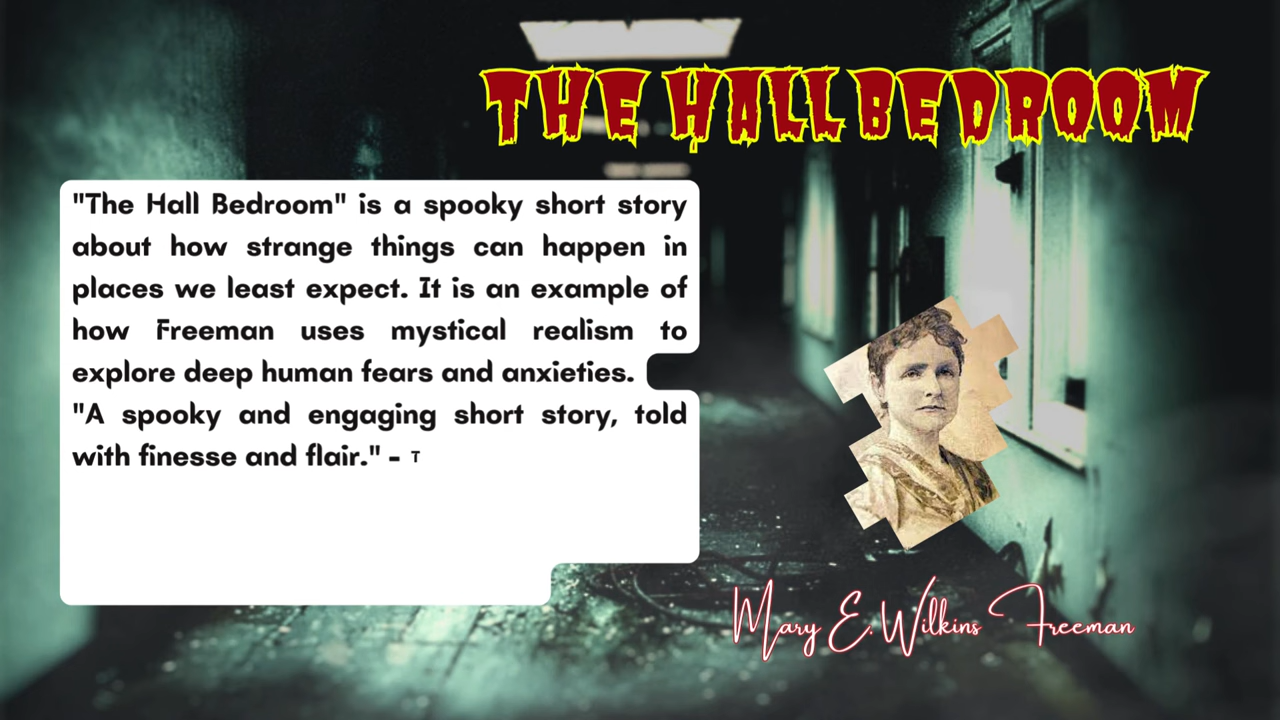 THE HALL BEDROOM
"The Hall Bedroom" is a spooky short story
about how strange things can happen in
places we least expect. It is an example of
how Freeman uses mystical realism to
explore deep human fears and anxieties.
"A spooky and engaging short story, told
with finesse and flair." - T
Mary E. Wilkins Freeman